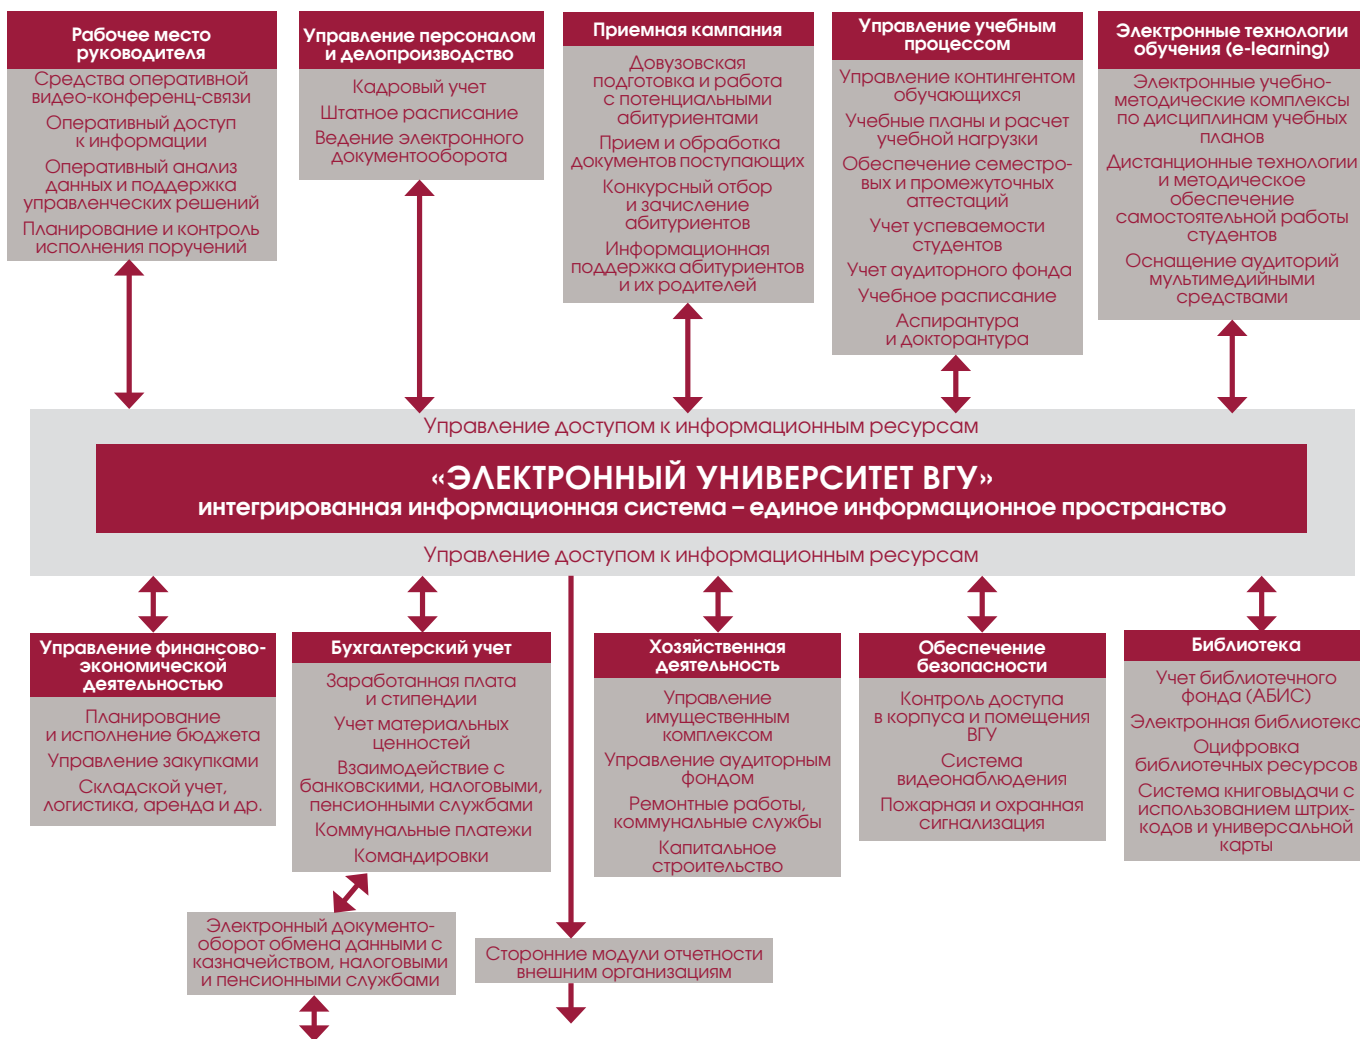 Рабочее место
руководителя
Средства оперативной
видео-конференц-связи
Оперативный доступ
к информации
Оперативный анализ
данных и поддержка
управленческих решений
Планирование и контроль
исполнения поручений
Управление персоналом
и делопроизводство
Кадровый учет
Штатное расписание
Ведение электронного
документооборота
Приемная кампания
Довузовская
подготовка и работа
с потенциальными
абитуриентами
Прием и обработка
документов поступающих
Конкурсный отбор
и зачисление
абитуриентов
Информационная
поддержка абитуриентов
и их родителей
Управление учебным
процессом
Управление контингентом
обучающихся
Учебные планы и расчет
учебной нагрузки
Обеспечение семестро-
вых и промежуточных
аттестаций
Учет успеваемости
студентов
Учет аудиторного фонда
Учебное расписание
Аспирантура
и докторантура
Электронные технологии
обучения (e-learning)
Электронные учебно-
методические комплексы
по дисциплинам учебных
планов
Дистанционные технологии
и методическое
обеспечение
самостоятельной работы
студентов
Оснащение аудиторий
мультимедийными
средствами
Управление доступом к информационным ресурсам
«ЭЛЕКТРОННЫЙ УНИВЕРСИТЕТ ВГУ»
интегрированная информационная система – единое информационное пространство
Управление доступом к информационным ресурсам
Управление финансово-
экономической
деятельностью
Планирование
и исполнение бюджета
Управление закупками
Складской учет,
логистика, аренда и др.
Бухгалтерский учет
Заработанная плата
и стипендии
Учет материальных
ценностей
Взаимодействие с
банковскими, налоговыми,
пенсионными службами
Коммунальные платежи
Командировки
Хозяйственная
деятельность
Управление
имущественным
комплексом
Управление аудиторным
фондом
Ремонтные работы,
коммунальные службы
Капитальное
строительство
Обеспечение
безопасности
Контроль доступа
в корпуса и помещения
ВГУ
Система
видеонаблюдения
Пожарная и охранная
сигнализация
Библиотека
Учет библиотечного
фонда (АБИС)
Электронная библиотека
Оцифровка
библиотечных ресурсов
Система книговыдачи с
использованием штрих-
кодов и универсальной
карты
Электронный документо-
оборот обмена данными с
казначейством, налоговыми
и пенсионными службами
Сторонние модули отчетности
внешним организациям